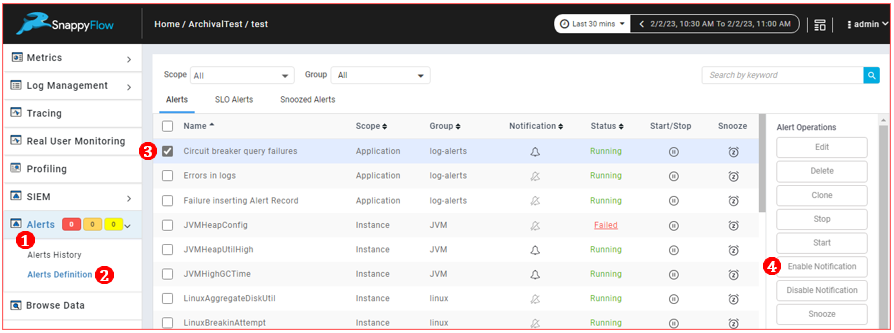 SnappyFlow
Home / ArchivalTest / test
Last 30 mins
2/2/23, 10:30 AM To 2/2/23, 11:00 AM
admin
Metrics
Log Management
Tracing
Real User Monitoring
Profiling
SIEM
Alerts 0 0 0
1
Alerts History
Alerts Definition 2
Browse Data
Scope All Group All
Search by keyword
Alerts SLO Alerts Snoozed Alerts
Name Scope Group Notification Status Start/Stop Snooze
3 Circuit breaker query failures Application log-alerts Running
Errors in logs Application log-alerts Running
Failure inserting Alert Record Application log-alerts Running
JVMHeapConfig Instance JVM Failed
JVMHeapUtilHigh Instance JVM Running
JVMHighGCTime Instance JVM Running
LinuxAggregateDiskUtil Instance linux Running
LinuxBreakinAttempt Instance linux Running
Alert Operations
Edit
Delete
Clone
Stop
Start
4 Enable Notification
Disable Notification
Snooze